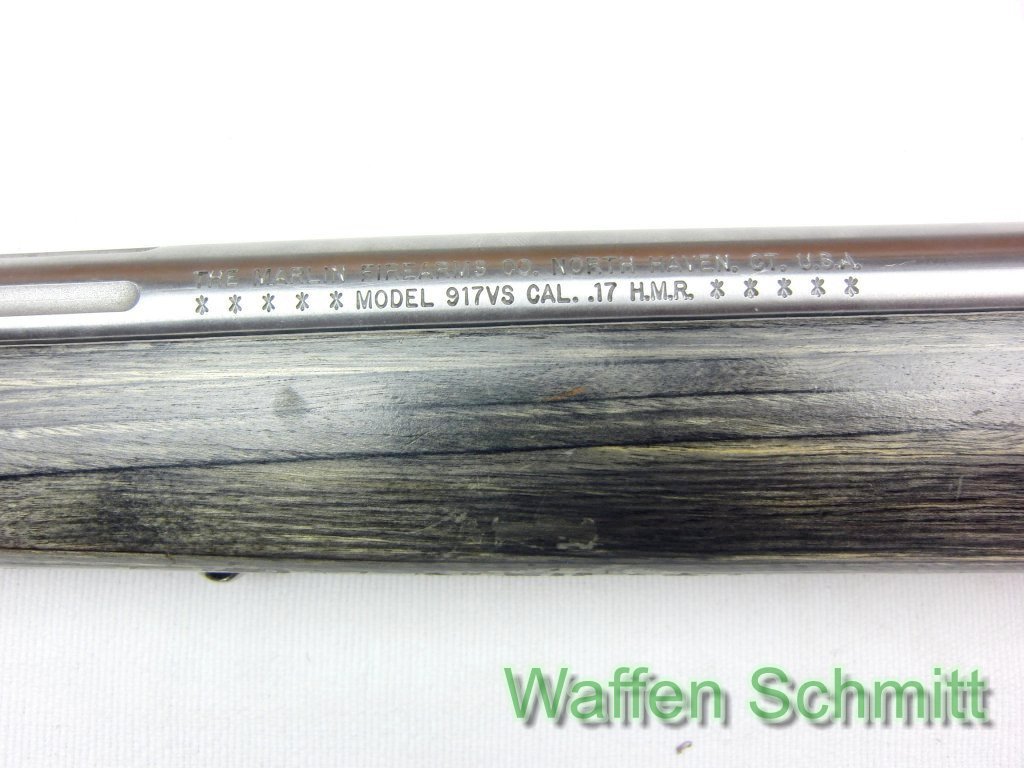 THE MARLIN FIREARMS CO. NORTH HAVEN, CT. U.S.A.
* * * * * MODEL 917VS CAL. .17 H.M.R. * * * * *
Waffen Schmitt